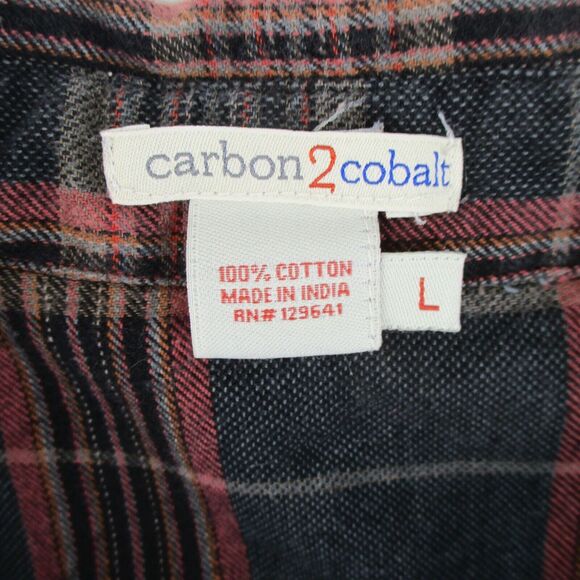 carbon2cobalt
100% COTTON
MADE IN INDIA
RN# 129641
L